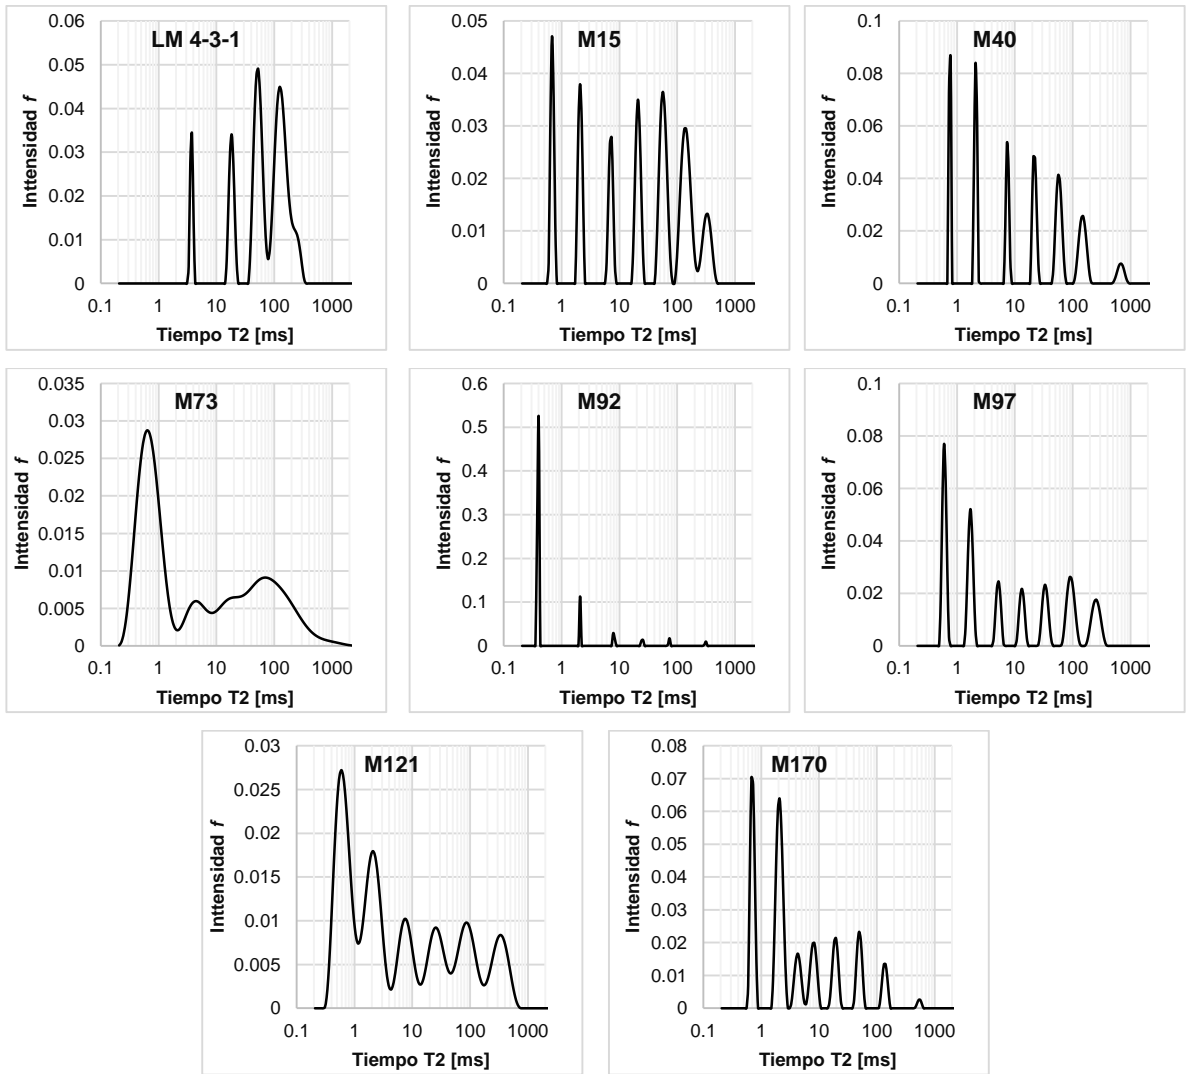 LM 4-3-1
Inttensidad f
0.06
0.05
0.04
0.03
0.02
0.01
0
0.1 1 10 100 1000
Tiempo T2 [ms]
M15
Inttensidad f
0.05
0.04
0.03
0.02
0.01
0
0.1 1 10 100 1000
Tiempo T2 [ms]
M40
Inttensidad f
0.1
0.08
0.06
0.04
0.02
0
0.1 1 10 100 1000
Tiempo T2 [ms]
M73
Inttensidad f
0.035
0.03
0.025
0.02
0.015
0.01
0.005
0
0.1 1 10 100 1000
Tiempo T2 [ms]
M92
Inttensidad f
0.6
0.5
0.4
0.3
0.2
0.1
0
0.1 1 10 100 1000
Tiempo T2 [ms]
M97
Inttensidad f
0.1
0.08
0.06
0.04
0.02
0
0.1 1 10 100 1000
Tiempo T2 [ms]
M121
Inttensidad f
0.03
0.025
0.02
0.015
0.01
0.005
0
0.1 1 10 100 1000
Tiempo T2 [ms]
M170
Inttensidad f
0.08
0.07
0.06
0.05
0.04
0.03
0.02
0.01
0
0.1 1 10 100 1000
Tiempo T2 [ms]